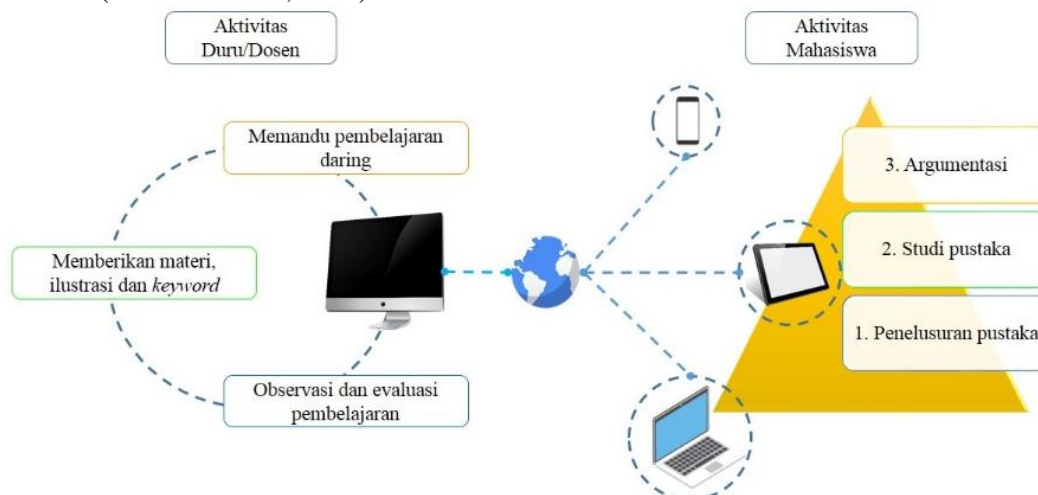 Aktivitas
Duru/Dosen
Aktivitas
Mahasiswa
Memandu pembelajaran
daring
Memberikan materi,
ilustrasi dan keyword
Observasi dan evaluasi
pembelajaran
3. Argumentasi
2. Studi pustaka
1. Penelusuran pustaka